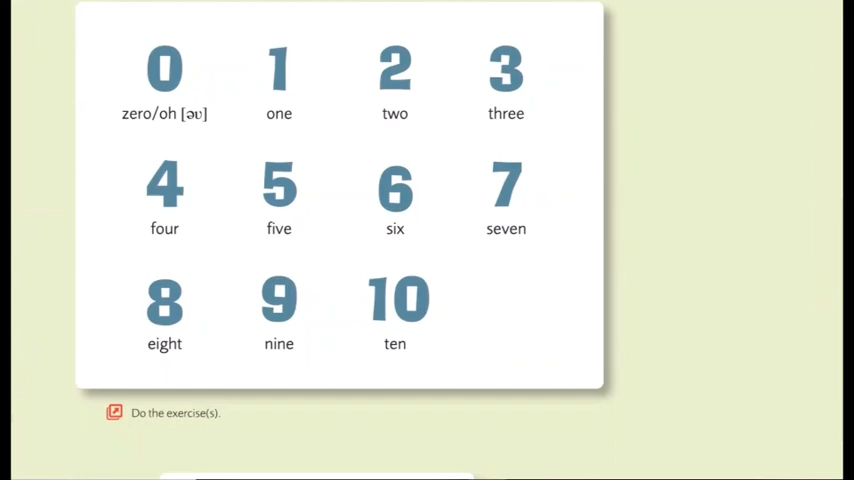 0 1 2 3
zero/oh [əʊ] one two three
4 5 6 7
four five six seven
8 9 10
eight nine ten
Do the exercise(s).